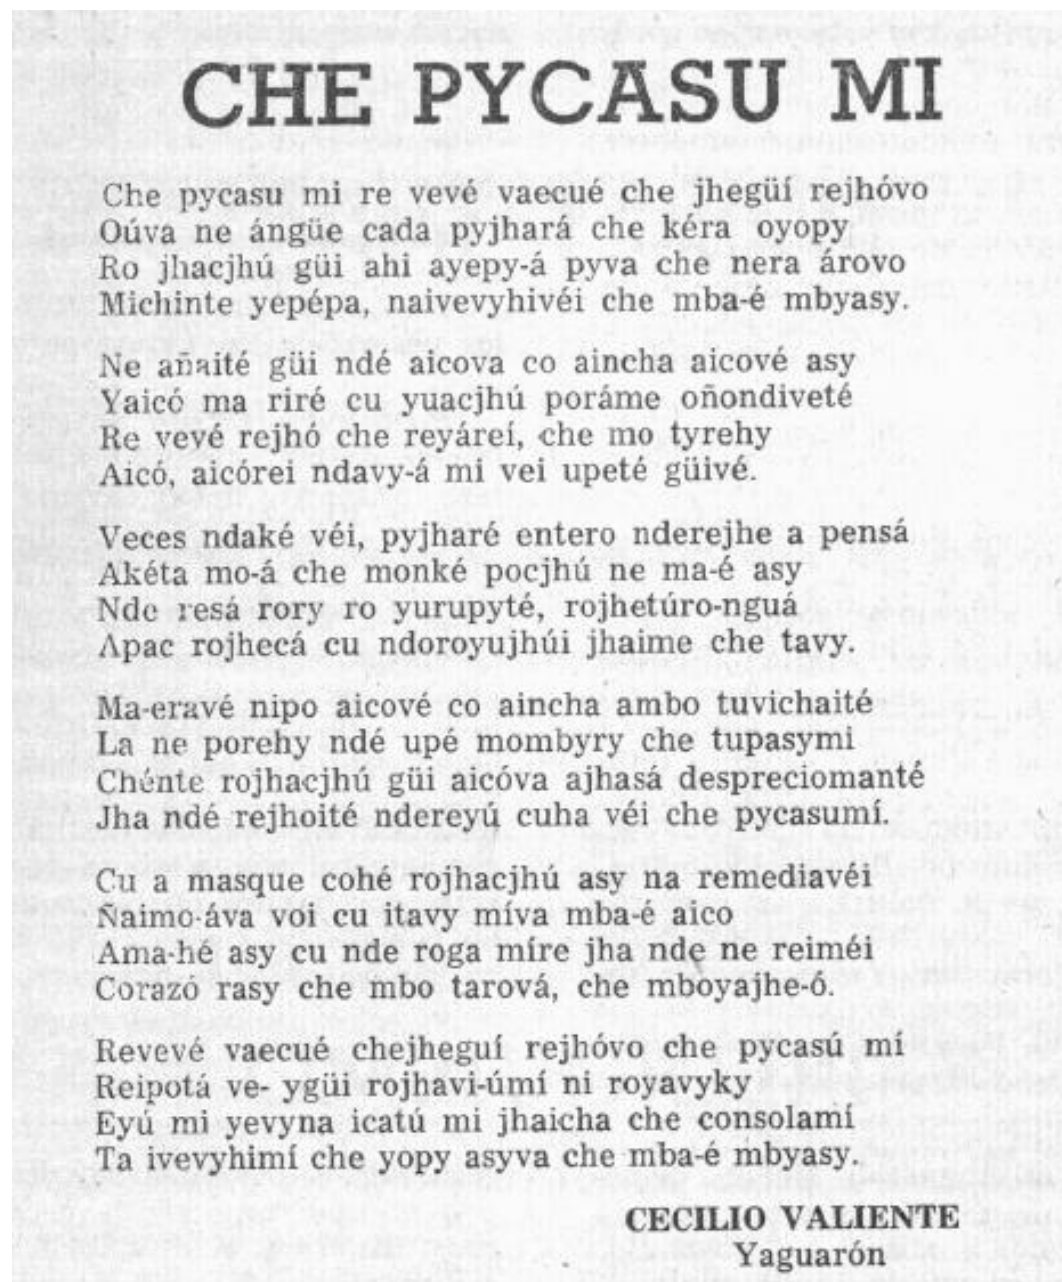 CHE PYCASU MI
Che pycasu mi re vevé vaecué che jhegüí rejhóvo
Oúva ne ángüe cada pyjhará che kéra oyopy
Ro jhacjhú güi ahi ayepy-á pyva che nera árovo
Michinte yepépa, naivevyhivéi che mba-é mbyasy.
Ne añaité güi ndé aicova co aincha aicové asy
Yaicó ma riré cu yuacjhú poráme oñondiveté
Re vevé rejhó che reyáreí, che mo tyrehy
Aicó, aicórei ndavy-á mi vei upeté güivé.
Veces ndaké véi, pyjharé entero nderejhe a pensá
Akéta mo-á che monké pocjhú ne ma-é asy
Nde resá rory ro yurupyté, rojhetúro-nguá
Apac rojhecá cu ndoroyujhúi jhaime che tavy.
Ma-eravé nipo aicové co aincha ambo tuvichaité
La ne porehy ndé upé mombyry che tupasymi
Chénte rojhacjhú güi aicóva ajhasá despreciomanté
Jha ndé rejhoité ndereyú cuha véi che pycasumí.
Cu a masque cohé rojhacjhú asy na remediavéi
Ñaimo-áva voi cu itavy míva mba-é aico
Ama-hé asy cu nde roga míre jha nde ne reiméi
Corazó rasy che mbo tarová, che mboyajhe-ó.
Revevé vaecué chejheguí rejhóvo che pycasú mí
Reipotá ve- ygüi rojhavi-úmí ni royavyky
Eyú mi yevyna icatú mi jhaicha che consolamí
Ta ivevyhimí che yopy asyva che mba-é mbyasy.
CECILIO VALIENTE
Yaguarón